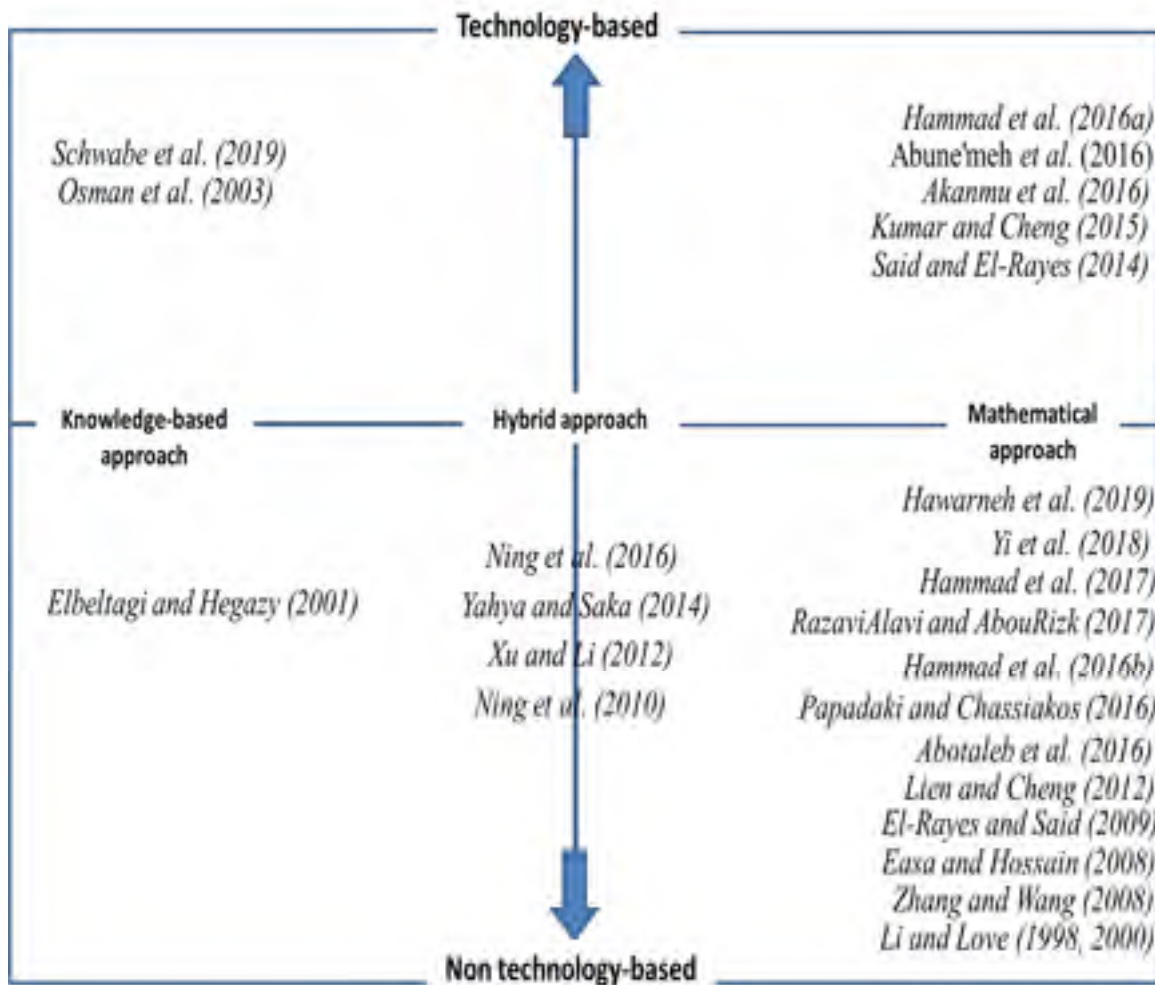 Technology-based
Schwabe et al. (2019)
Osman et al. (2003)
Hammad et al. (2016a)
Abune'meh et al. (2016)
Akanmu et al. (2016)
Kumar and Cheng (2015)
Said and El-Rayes (2014)
Knowledge-based
approach
Hybrid approach
Mathematical
approach
Elbeltagi and Hegazy (2001)
Ning et al. (2016)
Yahya and Saka (2014)
Xu and Li (2012)
Ning et al. (2010)
Hawarneh et al. (2019)
Yi et al. (2018)
Hammad et al. (2017)
RazaviAlavi and AbouRizk (2017)
Hammad et al. (2016b)
Papadaki and Chassiakos (2016)
Abotaleb et al. (2016)
Lien and Cheng (2012)
El-Rayes and Said (2009)
Easa and Hossain (2008)
Zhang and Wang (2008)
Li and Love (1998, 2000)
Non technology-based